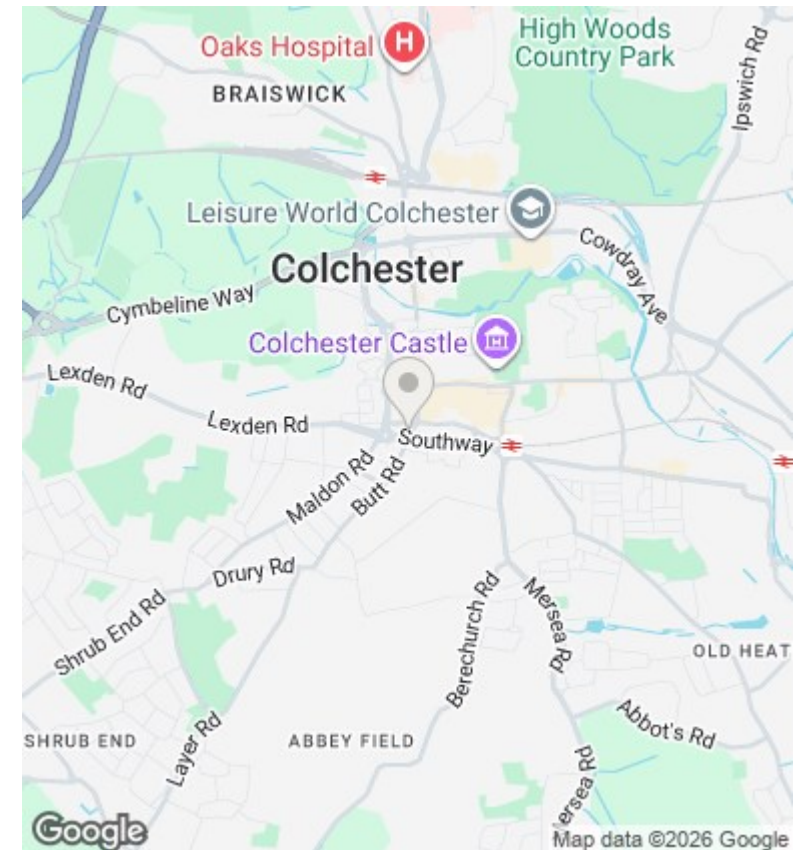 Oaks Hospital
H
High Woods
Country Park
BRAISWICK
Ipswich Rd
Leisure World Colchester
Cowdray Ave
Colchester
Cymbeline Way
Colchester Castle
Lexden Rd
Lexden Rd
Southway
Maldon Rd
Butt Rd
Drury Rd
Shrub End Rd
Berechurch Rd
Mersea Rd
OLD HEAT
Layer Rd
SHRUB END
ABBEY FIELD
Abbot's Rd
Mersea Rd
Google
Map data ©2026 Google